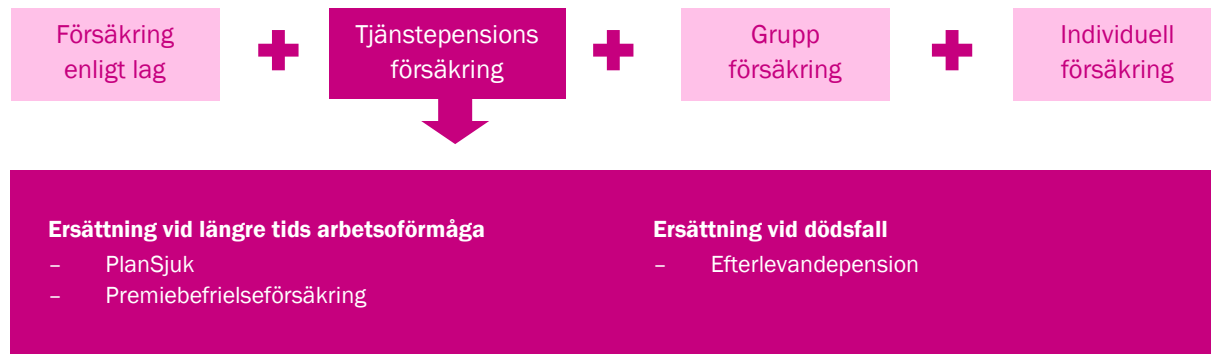 Försäkring
enligt lag
Tjänstepensions
försäkring
Grupp
försäkring
Individuell
försäkring
Ersättning vid längre tids arbetsoförmåga
– PlanSjuk
– Premiebefrielseförsäkring
Ersättning vid dödsfall
– Efterlevandepension